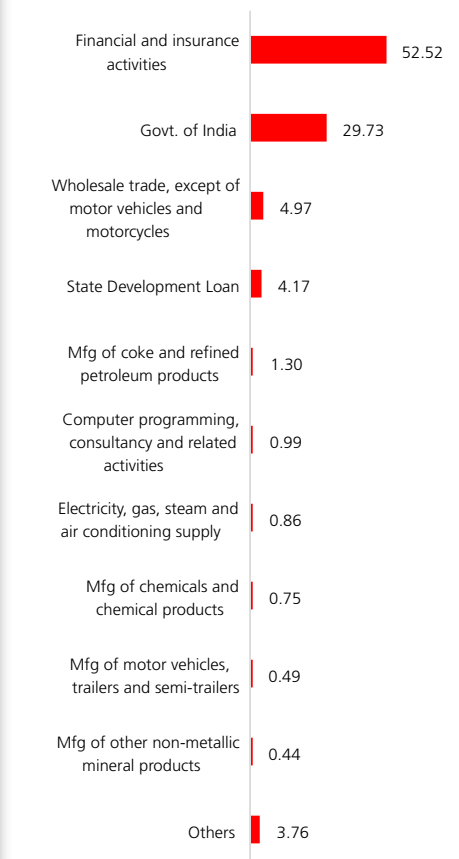 Financial and insurance
activities
52.52
Govt. of India
29.73
Wholesale trade, except of
motor vehicles and
motorcycles
4.97
State Development Loan
4.17
Mfg of coke and refined
petroleum products
1.30
Computer programming,
consultancy and related
activities
0.99
Electricity, gas, steam and
air conditioning supply
0.86
Mfg of chemicals and
chemical products
0.75
Mfg of motor vehicles,
trailers and semi-trailers
0.49
Mfg of other non-metallic
mineral products
0.44
Others
3.76